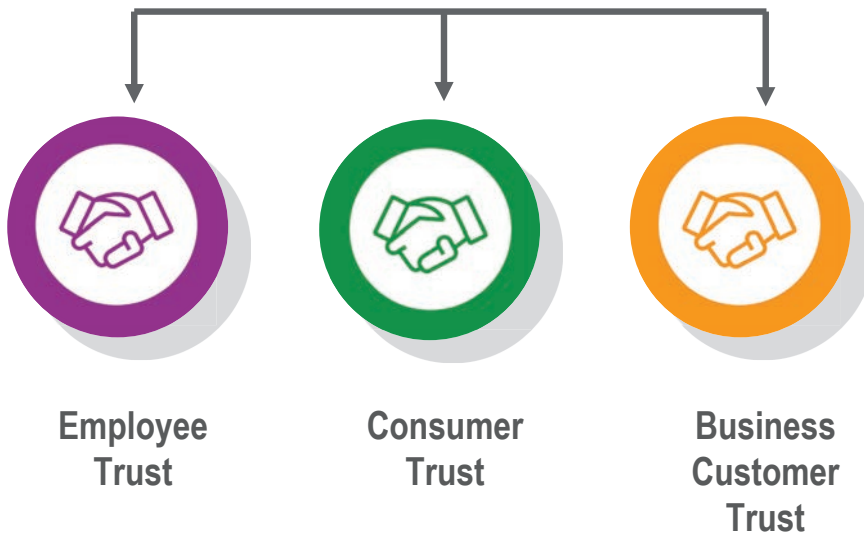 Employee
Trust
Consumer
Trust
Business
Customer
Trust